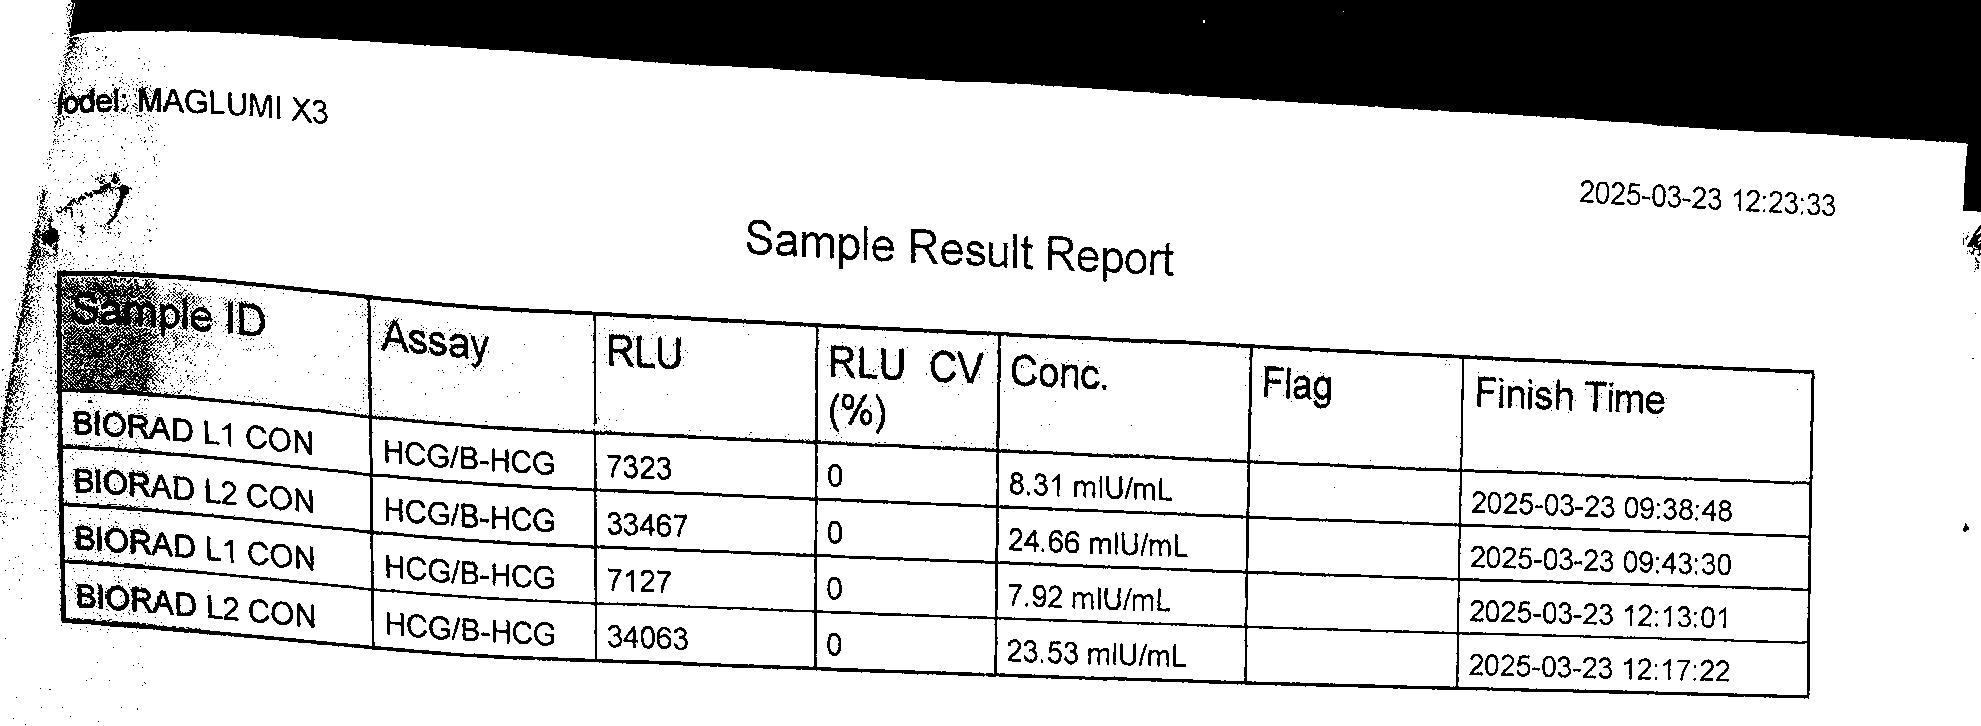 odel: MAGLUMI X3
2025-03-23 12:23:33
Sample Result Report
Sample ID Assay RLU RLU CV (%) Conc. Flag Finish Time
BIORAD L1 CON HCG/B-HCG 7323 0 8.31 mIU/mL 2025-03-23 09:38:48
BIORAD L2 CON HCG/B-HCG 33467 0 24.66 mIU/mL 2025-03-23 09:43:30
BIORAD L1 CON HCG/B-HCG 7127 0 7.92 mIU/mL 2025-03-23 12:13:01
BIORAD L2 CON HCG/B-HCG 34063 0 23.53 mIU/mL 2025-03-23 12:17:22